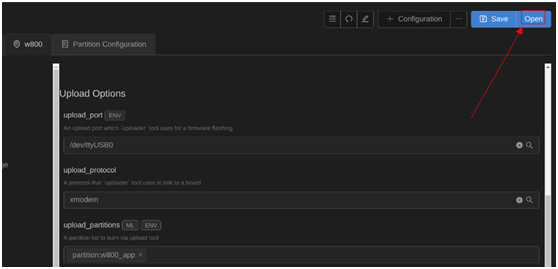 + Configuration ... Save Open
w800 Partition Configuration
Upload Options
upload_port ENV
An upload port which `uploader` tool uses for a firmware flashing
/dev/ttyUSB0
upload_protocol
A protocol that `uploader` tool uses to talk to a board
ge
xmodem
upload_partitions ML ENV
A partition list to burn via upload tool
partition:w800_app ×